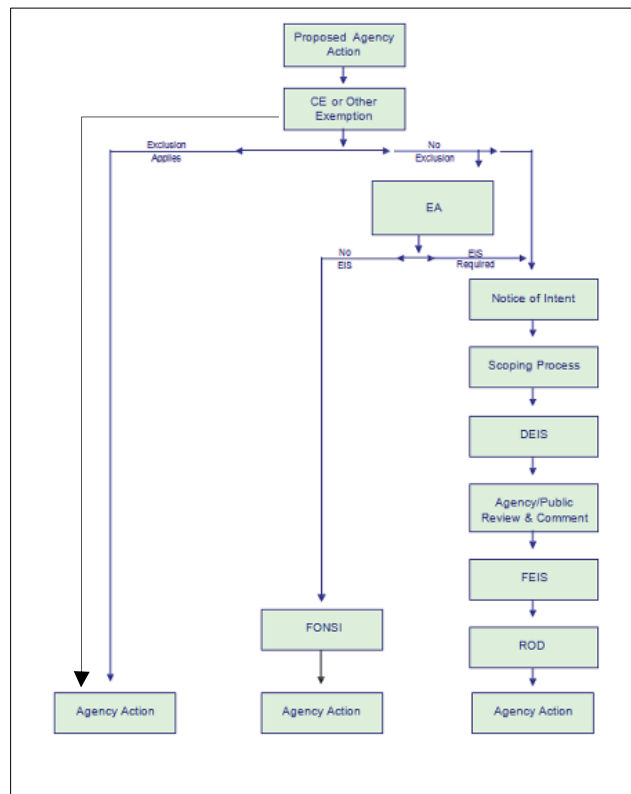 Proposed Agency
Action
CE or Other
Exemption
Exclusion
Applies
No
Exclusion
EA
No
EIS
EIS
Required
Notice of Intent
Scoping Process
DEIS
Agency/Public
Review & Comment
FEIS
FONSI
ROD
Agency Action
Agency Action
Agency Action